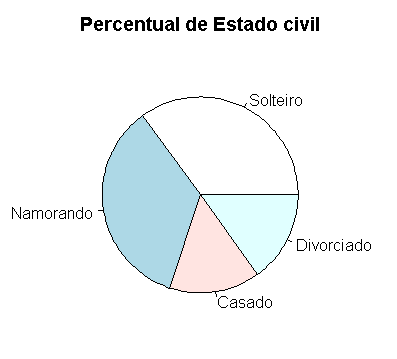 Percentual de Estado civil
Solteiro
Namorando
Divorciado
Casado